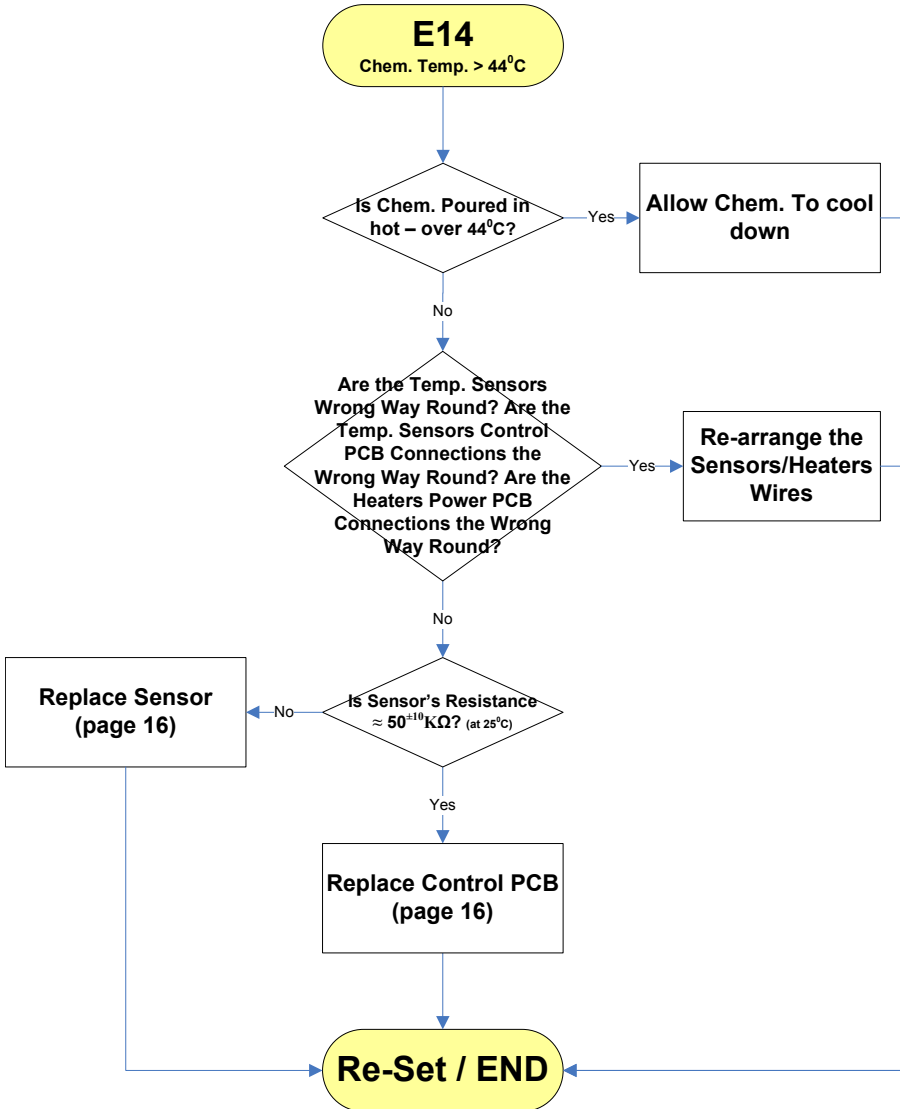 E14
Chem. Temp. > 44⁰C
Is Chem. Poured in
hot – over 44⁰C?
Yes
Allow Chem. To cool
down
No
Are the Temp. Sensors
Wrong Way Round? Are the
Temp. Sensors Control
PCB Connections the
Wrong Way Round? Are the
Heaters Power PCB
Connections the Wrong
Way Round?
Yes
Re-arrange the
Sensors/Heaters
Wires
No
Replace Sensor
(page 16)
No
Is Sensor’s Resistance
≈ 50±10KΩ? (at 25⁰C)
Yes
Replace Control PCB
(page 16)
Re-Set / END